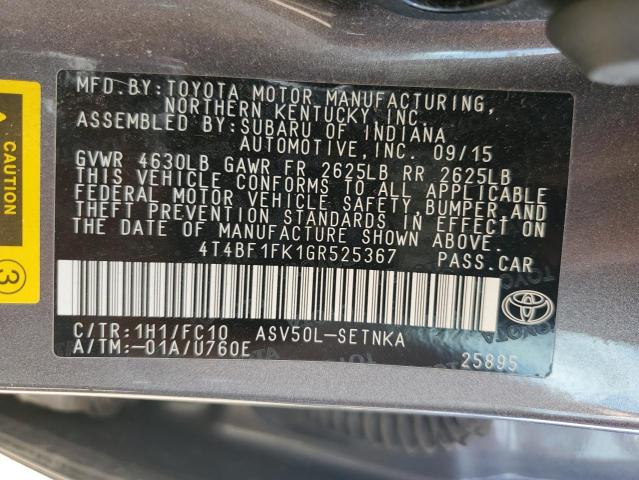 MFD.BY:TOYOTA MOTOR MANUFACTURING,
NORTHERN KENTUCKY, INC.
ASSEMBLED BY:SUBARU OF INDIANA
AUTOMOTIVE, INC. 09/15
GVWR 4630LB GAWR FR 2625LB RR 2625LB
THIS VEHICLE CONFORMS TO ALL APPLICABLE
FEDERAL MOTOR VEHICLE SAFETY, BUMPER, AND
THEFT PREVENTION STANDARDS IN EFFECT ON
THE DATE OF MANUFACTURE SHOWN ABOVE.
4T4BF1FK1GR525367 PASS.CAR
C/TR:1H1/FC10 ASV50L-SETNKA
A/TM:-01A/U760E
25895
CAUTION
3
TOYOTA